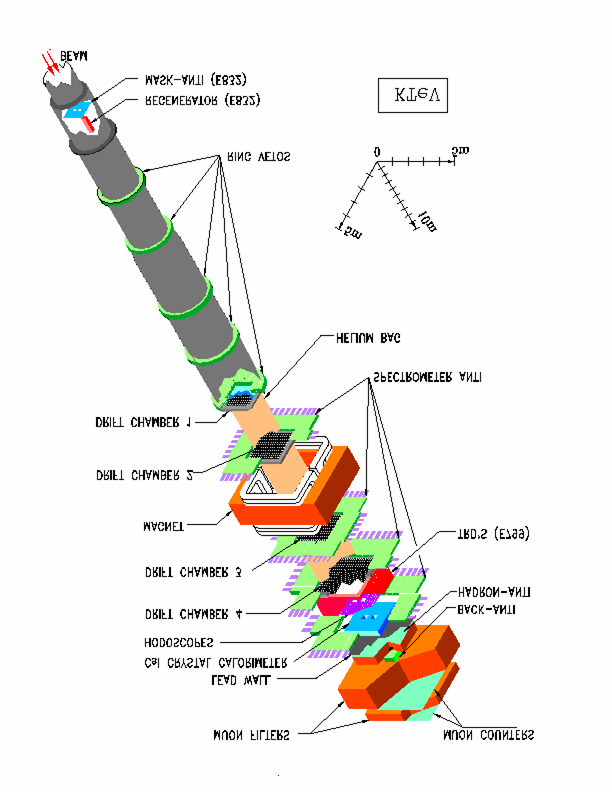 BEAM
MASK-ANTI (E832)
REGENERATOR (E832)
KTeV
RING VETOS
0
5m
10m
5m
HELIUM BAG
SPECTROMETER ANTI
DRIFT CHAMBER 1
DRIFT CHAMBER 2
MAGNET
TRD'S (E799)
DRIFT CHAMBER 3
HADRON-ANTI
BACK-ANTI
DRIFT CHAMBER 4
HODOSCOPES
CsI CRYSTAL CALORIMETER
LEAD WALL
MUON FILTERS
MUON COUNTERS